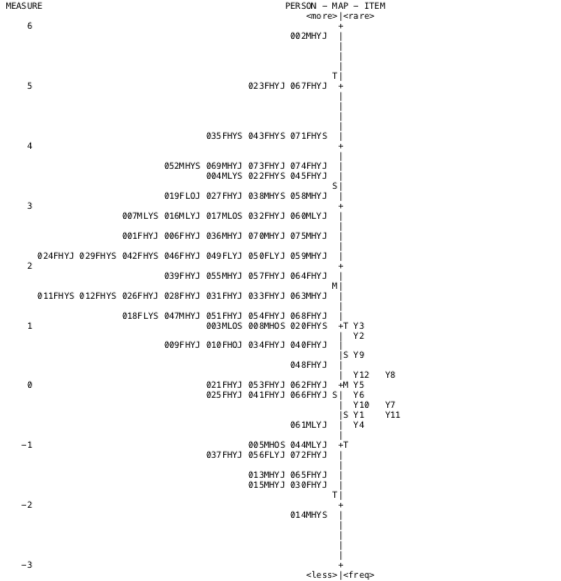 MEASURE PERSON - MAP - ITEM
<more>|<rare>
6 +
002MHYJ |
|
|
|
T|
5 023FHYJ 067FHYJ +
|
|
|
|
035FHYS 043FHYS 071FHYS |
4 +
|
052MHYS 069MHYJ 073FHYJ 074FHYJ |
004MLYS 022FHYS 045FHYJ |
S|
019FLOJ 027FHYJ 038MHYS 058MHYJ |
3 +
007MLYS 016MLYJ 017MLOS 032FHYJ 060MLYJ |
|
001FHYJ 006FHYJ 036MHYJ 070MHYJ 075MHYJ |
|
024FHYJ 029FHYS 042FHYS 046FHYJ 049FLYJ 050FLYJ 059MHYJ |
2 +
039FHYJ 055MHYJ 057FHYJ 064FHYJ |
M|
011FHYS 012FHYS 026FHYJ 028FHYJ 031FHYJ 033FHYJ 063MHYJ |
|
018FLYS 047MHYJ 051FHYJ 054FHYJ 068FHYJ |
1 003MLOS 008MHOS 020FHYS +T Y3
| Y2
009FHYJ 010FHOJ 034FHYJ 040FHYJ |
|S Y9
048FHYJ |
| Y12 Y8
0 021FHYJ 053FHYJ 062FHYJ +M Y5
025FHYJ 041FHYJ 066FHYJ S| Y6
| Y10 Y7
|S Y1 Y11
061MLYJ | Y4
|
-1 005MHOS 044MLYJ +T
037FHYJ 056FLYJ 072FHYJ |
|
013MHYJ 065FHYJ |
015MHYJ 030FHYJ |
T|
-2 +
014MHYS |
|
|
|
|
-3 +
<less>|<freq>